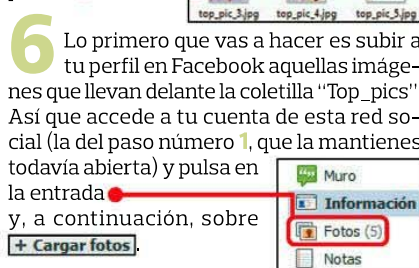 top_pic_3.jpg top_pic_4.jpg top_pic_5.jpg
6 Lo primero que vas a hacer es subir a
tu perfil en Facebook aquellas imáge-
nes que llevan delante la coletilla “Top_pics”
Así que accede a tu cuenta de esta red so-
cial (la del paso número 1, que la mantienes
todavía abierta) y pulsa en
la entrada
y, a continuación, sobre
+ Cargar fotos.
Muro
Información
Fotos (5)
Notas